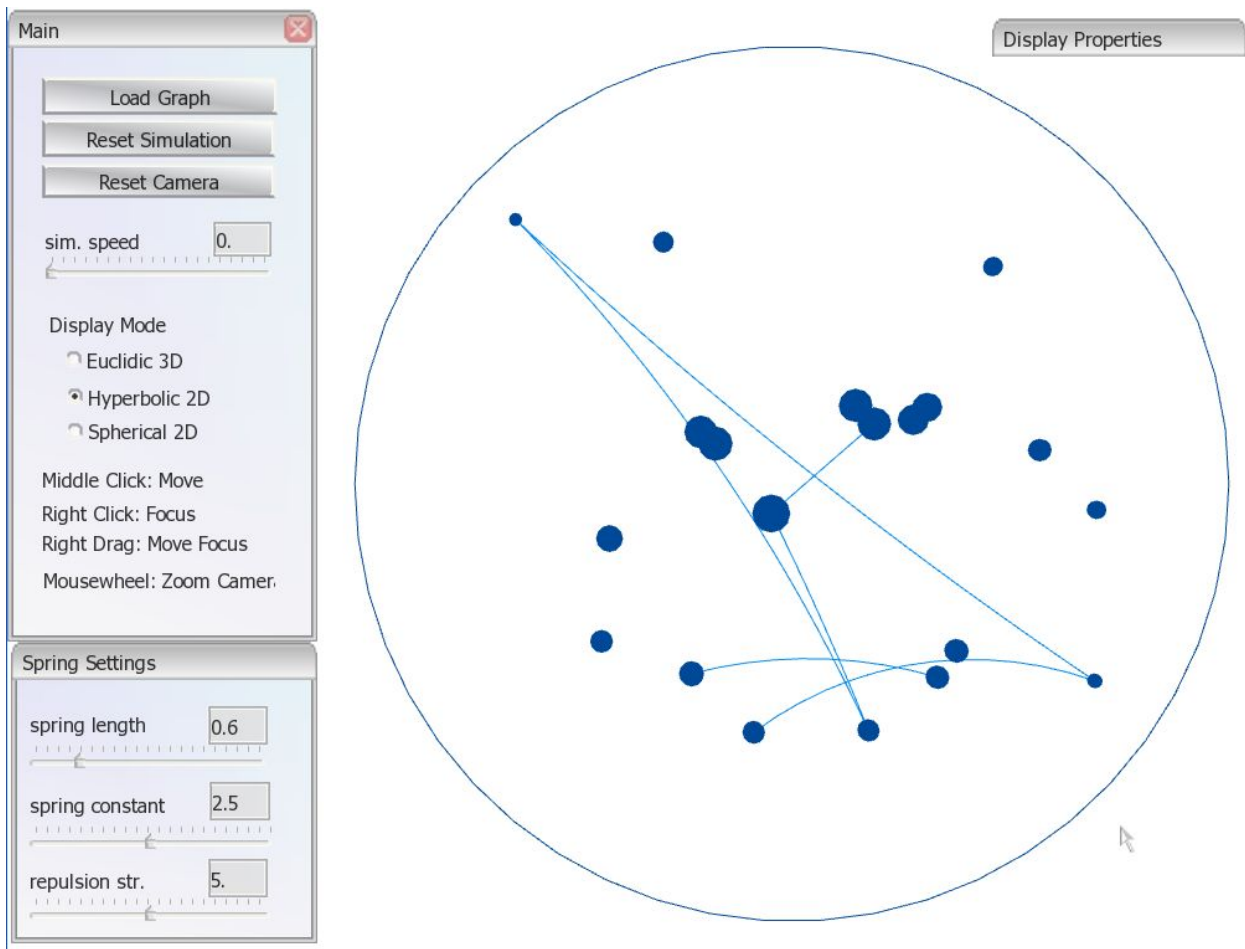 Main
Load Graph
Reset Simulation
Reset Camera
sim. speed
0.
Display Mode
Euclidic 3D
Hyperbolic 2D
Spherical 2D
Middle Click: Move
Right Click: Focus
Right Drag: Move Focus
Mousewheel: Zoom Camera
Spring Settings
spring length
0.6
spring constant
2.5
repulsion str.
5.
Display Properties